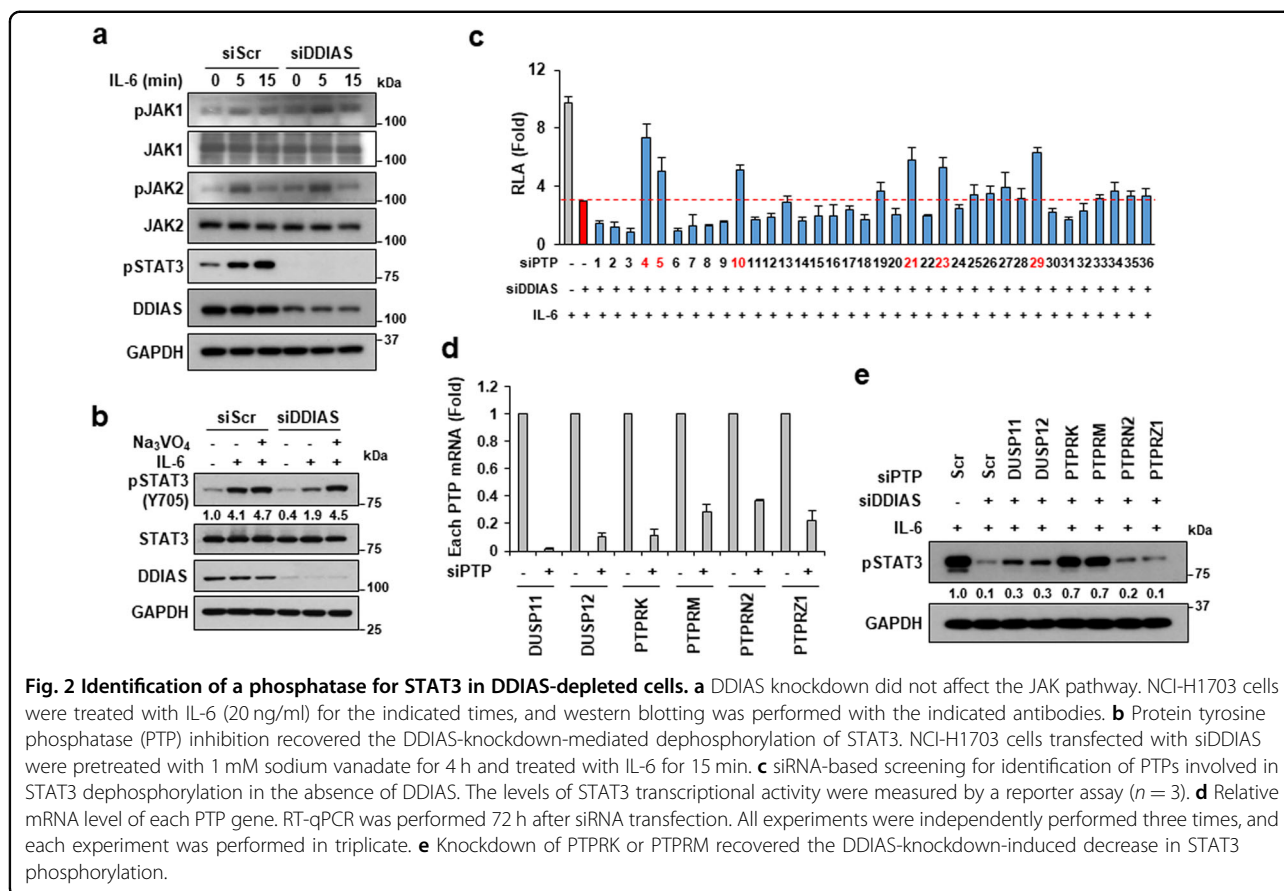 a
siScr siDDIAS
IL-6 (min) 0 5 15 0 5 15 kDa
pJAK1
100
JAK1
100
pJAK2
100
JAK2
100
pSTAT3
75
DDIAS
100
GAPDH
37
b
siScr siDDIAS
Na₃VO₄ - - + - - +
IL-6 - + + - + + kDa
pSTAT3
(Y705)
75
1.0 4.1 4.7 0.4 1.9 4.5
STAT3
75
DDIAS
100
GAPDH
25
c
RLA (Fold)
12
8
4
0
siPTP - - 1 2 3 4 5 6 7 8 9 10 11 12 13 14 15 16 17 18 19 20 21 22 23 24 25 26 27 28 29 30 31 32 33 34 35 36
siDDIAS - + + + + + + + + + + + + + + + + + + + + + + + + + + + + + + + + + + + + +
IL-6 + + + + + + + + + + + + + + + + + + + + + + + + + + + + + + + + + + + + + +
d
Each PTP mRNA (Fold)
1.2
1
0.8
0.6
0.4
0.2
0
siPTP - + - + - + - + - + - +
DUSP11 DUSP12 PTPRK PTPRM PTPRN2 PTPRZ1
e
siPTP Scr Scr DUSP11 DUSP12 PTPRK PTPRM PTPRN2 PTPRZ1
siDDIAS - + + + + + + +
IL-6 + + + + + + + + kDa
pSTAT3
75
1.0 0.1 0.3 0.3 0.7 0.7 0.2 0.1
37
GAPDH
Fig. 2 Identification of a phosphatase for STAT3 in DDIAS-depleted cells. a DDIAS knockdown did not affect the JAK pathway. NCI-H1703 cells
were treated with IL-6 (20 ng/ml) for the indicated times, and western blotting was performed with the indicated antibodies. b Protein tyrosine
phosphatase (PTP) inhibition recovered the DDIAS-knockdown-mediated dephosphorylation of STAT3. NCI-H1703 cells transfected with siDDIAS
were pretreated with 1 mM sodium vanadate for 4 h and treated with IL-6 for 15 min. c siRNA-based screening for identification of PTPs involved in
STAT3 dephosphorylation in the absence of DDIAS. The levels of STAT3 transcriptional activity were measured by a reporter assay (n = 3). d Relative
mRNA level of each PTP gene. RT-qPCR was performed 72 h after siRNA transfection. All experiments were independently performed three times, and
each experiment was performed in triplicate. e Knockdown of PTPRK or PTPRM recovered the DDIAS-knockdown-induced decrease in STAT3
phosphorylation.